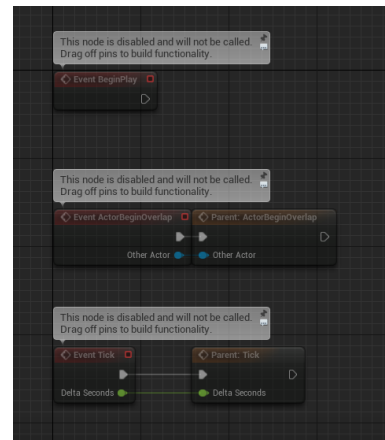 This node is disabled and will not be called.
Drag off pins to build functionality.
Event BeginPlay
This node is disabled and will not be called.
Drag off pins to build functionality.
Event ActorBeginOverlap
Parent: ActorBeginOverlap
Other Actor
Other Actor
This node is disabled and will not be called.
Drag off pins to build functionality.
Event Tick
Parent: Tick
Delta Seconds
Delta Seconds